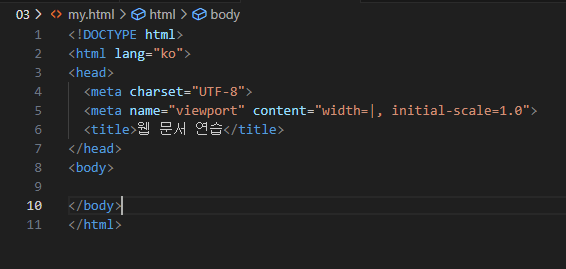 03 > my.html > html > body
1 <!DOCTYPE html>
2 <html lang="ko">
3 <head>
4 <meta charset="UTF-8">
5 <meta name="viewport" content="width=|, initial-scale=1.0">
6 <title>웹 문서 연습</title>
7 </head>
8 <body>
9
10 </body>
11 </html>